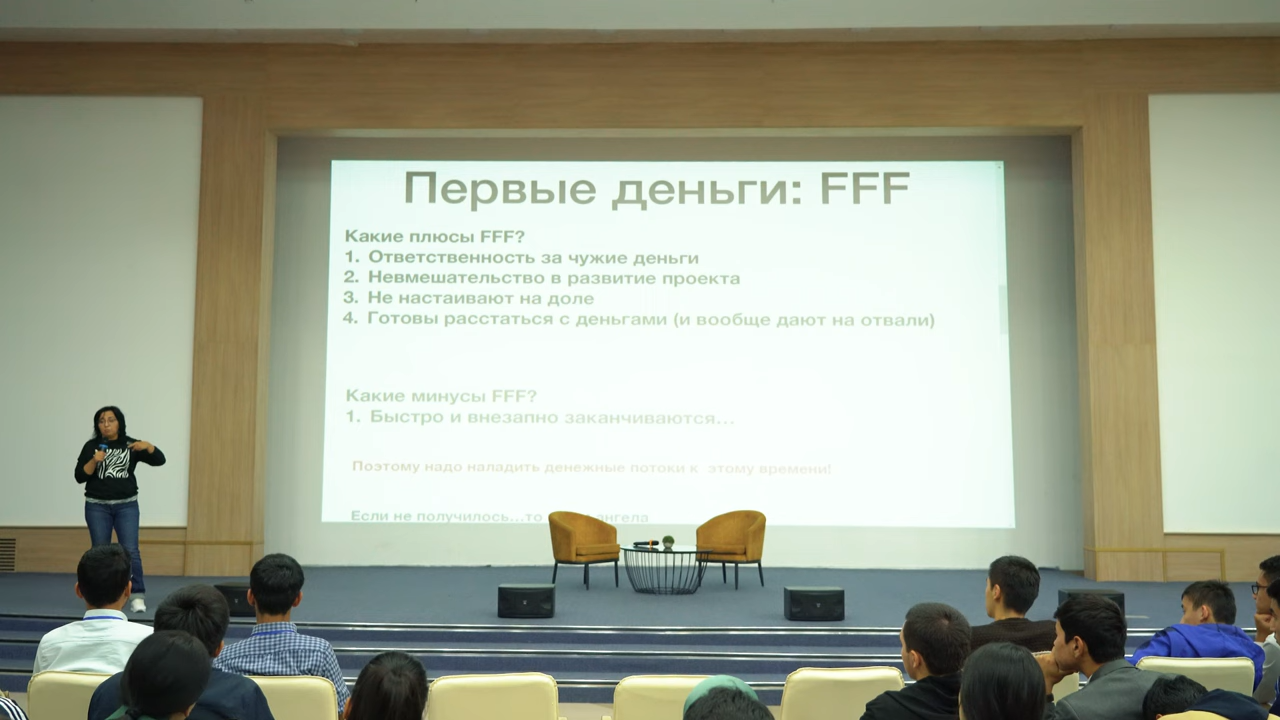 Первые деньги: FFF
Какие плюсы FFF?
1. Ответственность за чужие деньги
2. Невмешательство в развитие проекта
3. Не настаивают на доле
4. Готовы расстаться с деньгами (и вообще дают на отвали)
Какие минусы FFF?
1. Быстро и внезапно заканчиваются...
Поэтому надо наладить денежные потоки к этому времени!
Если не получилось...то ангела